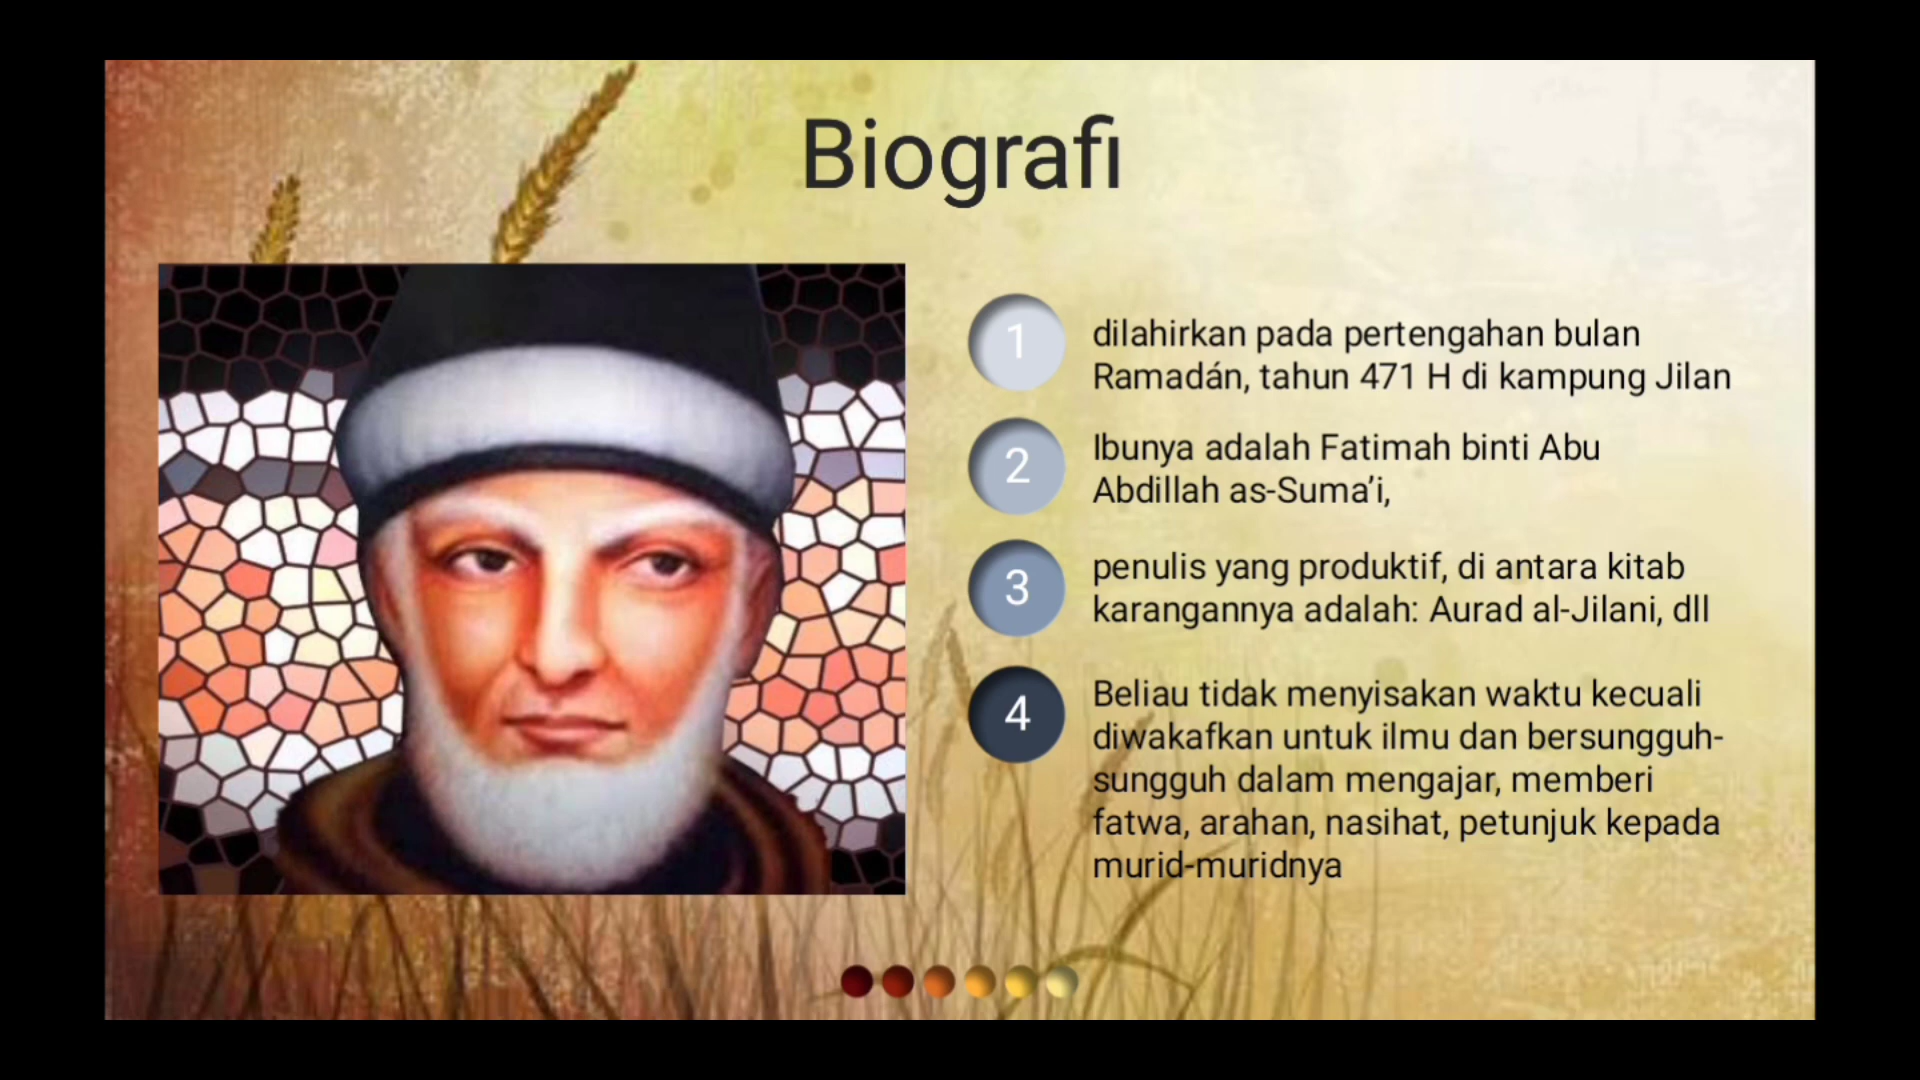 Biografi
1
dilahirkan pada pertengahan bulan
Ramadán, tahun 471 H di kampung Jilan
2
Ibunya adalah Fatimah binti Abu
Abdillah as-Suma’i,
3
penulis yang produktif, di antara kitab
karangannya adalah: Aurad al-Jilani, dll
4
Beliau tidak menyisakan waktu kecuali
diwakafkan untuk ilmu dan bersungguh-
sungguh dalam mengajar, memberi
fatwa, arahan, nasihat, petunjuk kepada
murid-muridnya